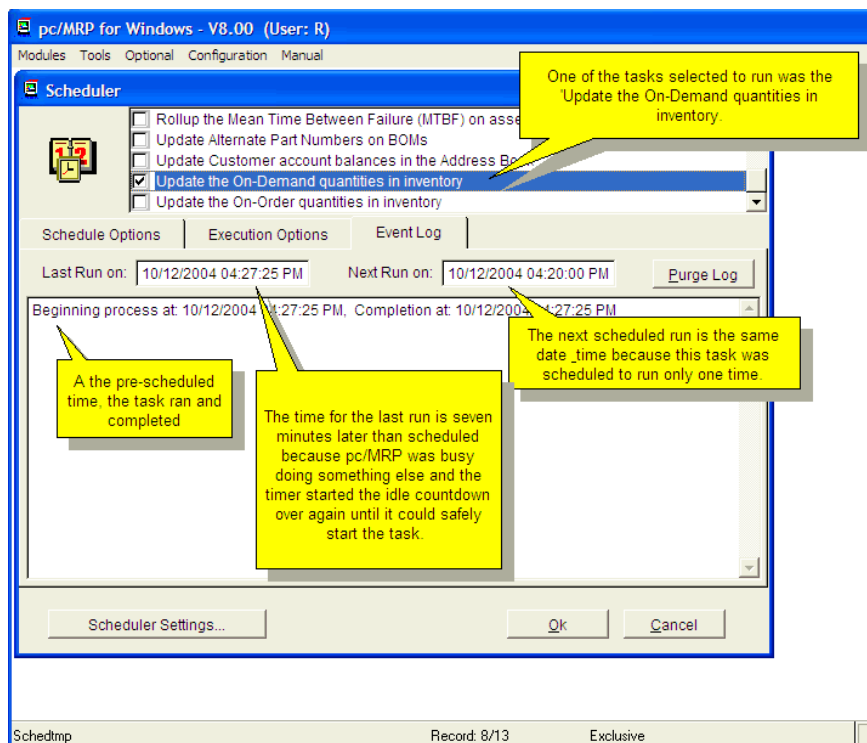 pc/MRP for Windows - V8.00 (User: R)
Modules Tools Optional Configuration Manual
Scheduler
One of the tasks selected to run was the
'Update the On-Demand quantities in
inventory.
Rollup the Mean Time Between Failure (MTBF) on asse
Update Alternate Part Numbers on BOMs
Update Customer account balances in the Address Bo
Update the On-Demand quantities in inventory
Update the On-Order quantities in inventory
Schedule Options Execution Options Event Log
Last Run on: 10/12/2004 04:27:25 PM Next Run on: 10/12/2004 04:20:00 PM Purge Log
Beginning process at: 10/12/2004 04:27:25 PM, Completion at: 10/12/2004 04:27:25 PM
The next scheduled run is the same
date_time because this task was
scheduled to run only one time.
A the pre-scheduled
time, the task ran and
completed
The time for the last run is seven
minutes later than scheduled
because pc/MRP was busy
doing something else and the
timer started the idle countdown
over again until it could safely
start the task.
Scheduler Settings... Ok Cancel
Schedtmp Record: 8/13 Exclusive